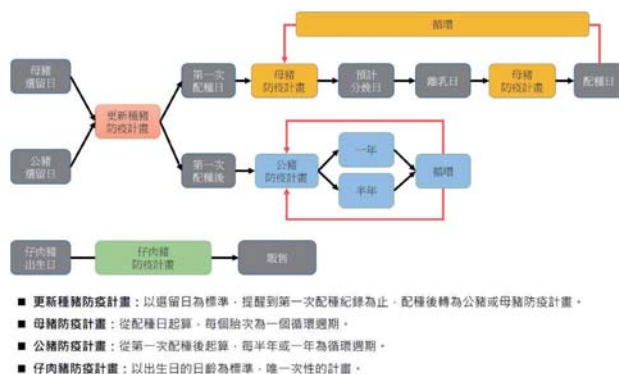 循環
母豬
選留日
公豬
選留日
更新種豬
防疫計畫
第一次
配種日
母豬
防疫計畫
預計
分娩日
離乳日
母豬
防疫計畫
配種日
第一次
配種後
公豬
防疫計畫
一年
半年
循環
仔肉豬
出生日
仔肉豬
防疫計畫
販售
■ 更新種豬防疫計畫：以選留日為標準，提醒到第一次配種紀錄為止，配種後轉為公豬或母豬防疫計畫。
■ 母豬防疫計畫：從配種日起算，每個胎次為一個循環週期。
■ 公豬防疫計畫：從第一次配種後起算，每半年或一年為循環週期。
■ 仔肉豬防疫計畫：以出生日的日齡為標準，唯一次性的計畫。